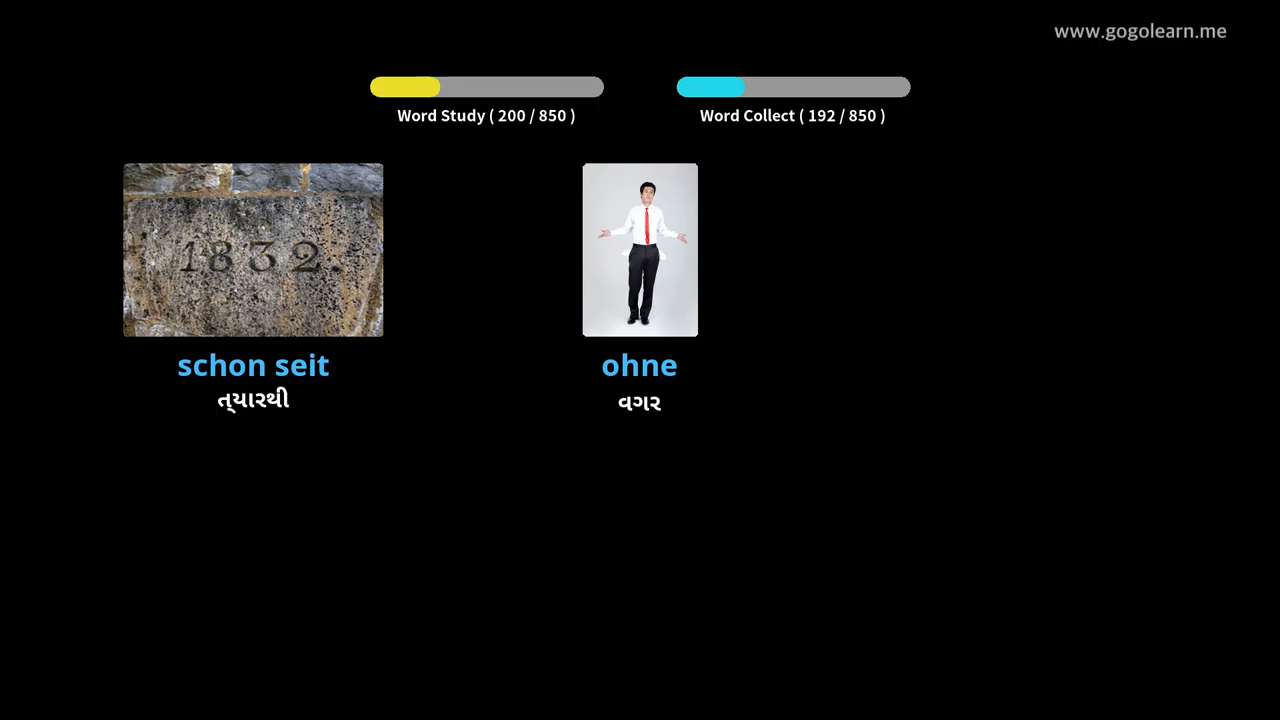 www.gogolearn.me
Word Study ( 200 / 850 )
Word Collect ( 192 / 850 )
1832.
schon seit
ત્યારથી
ohne
વગર